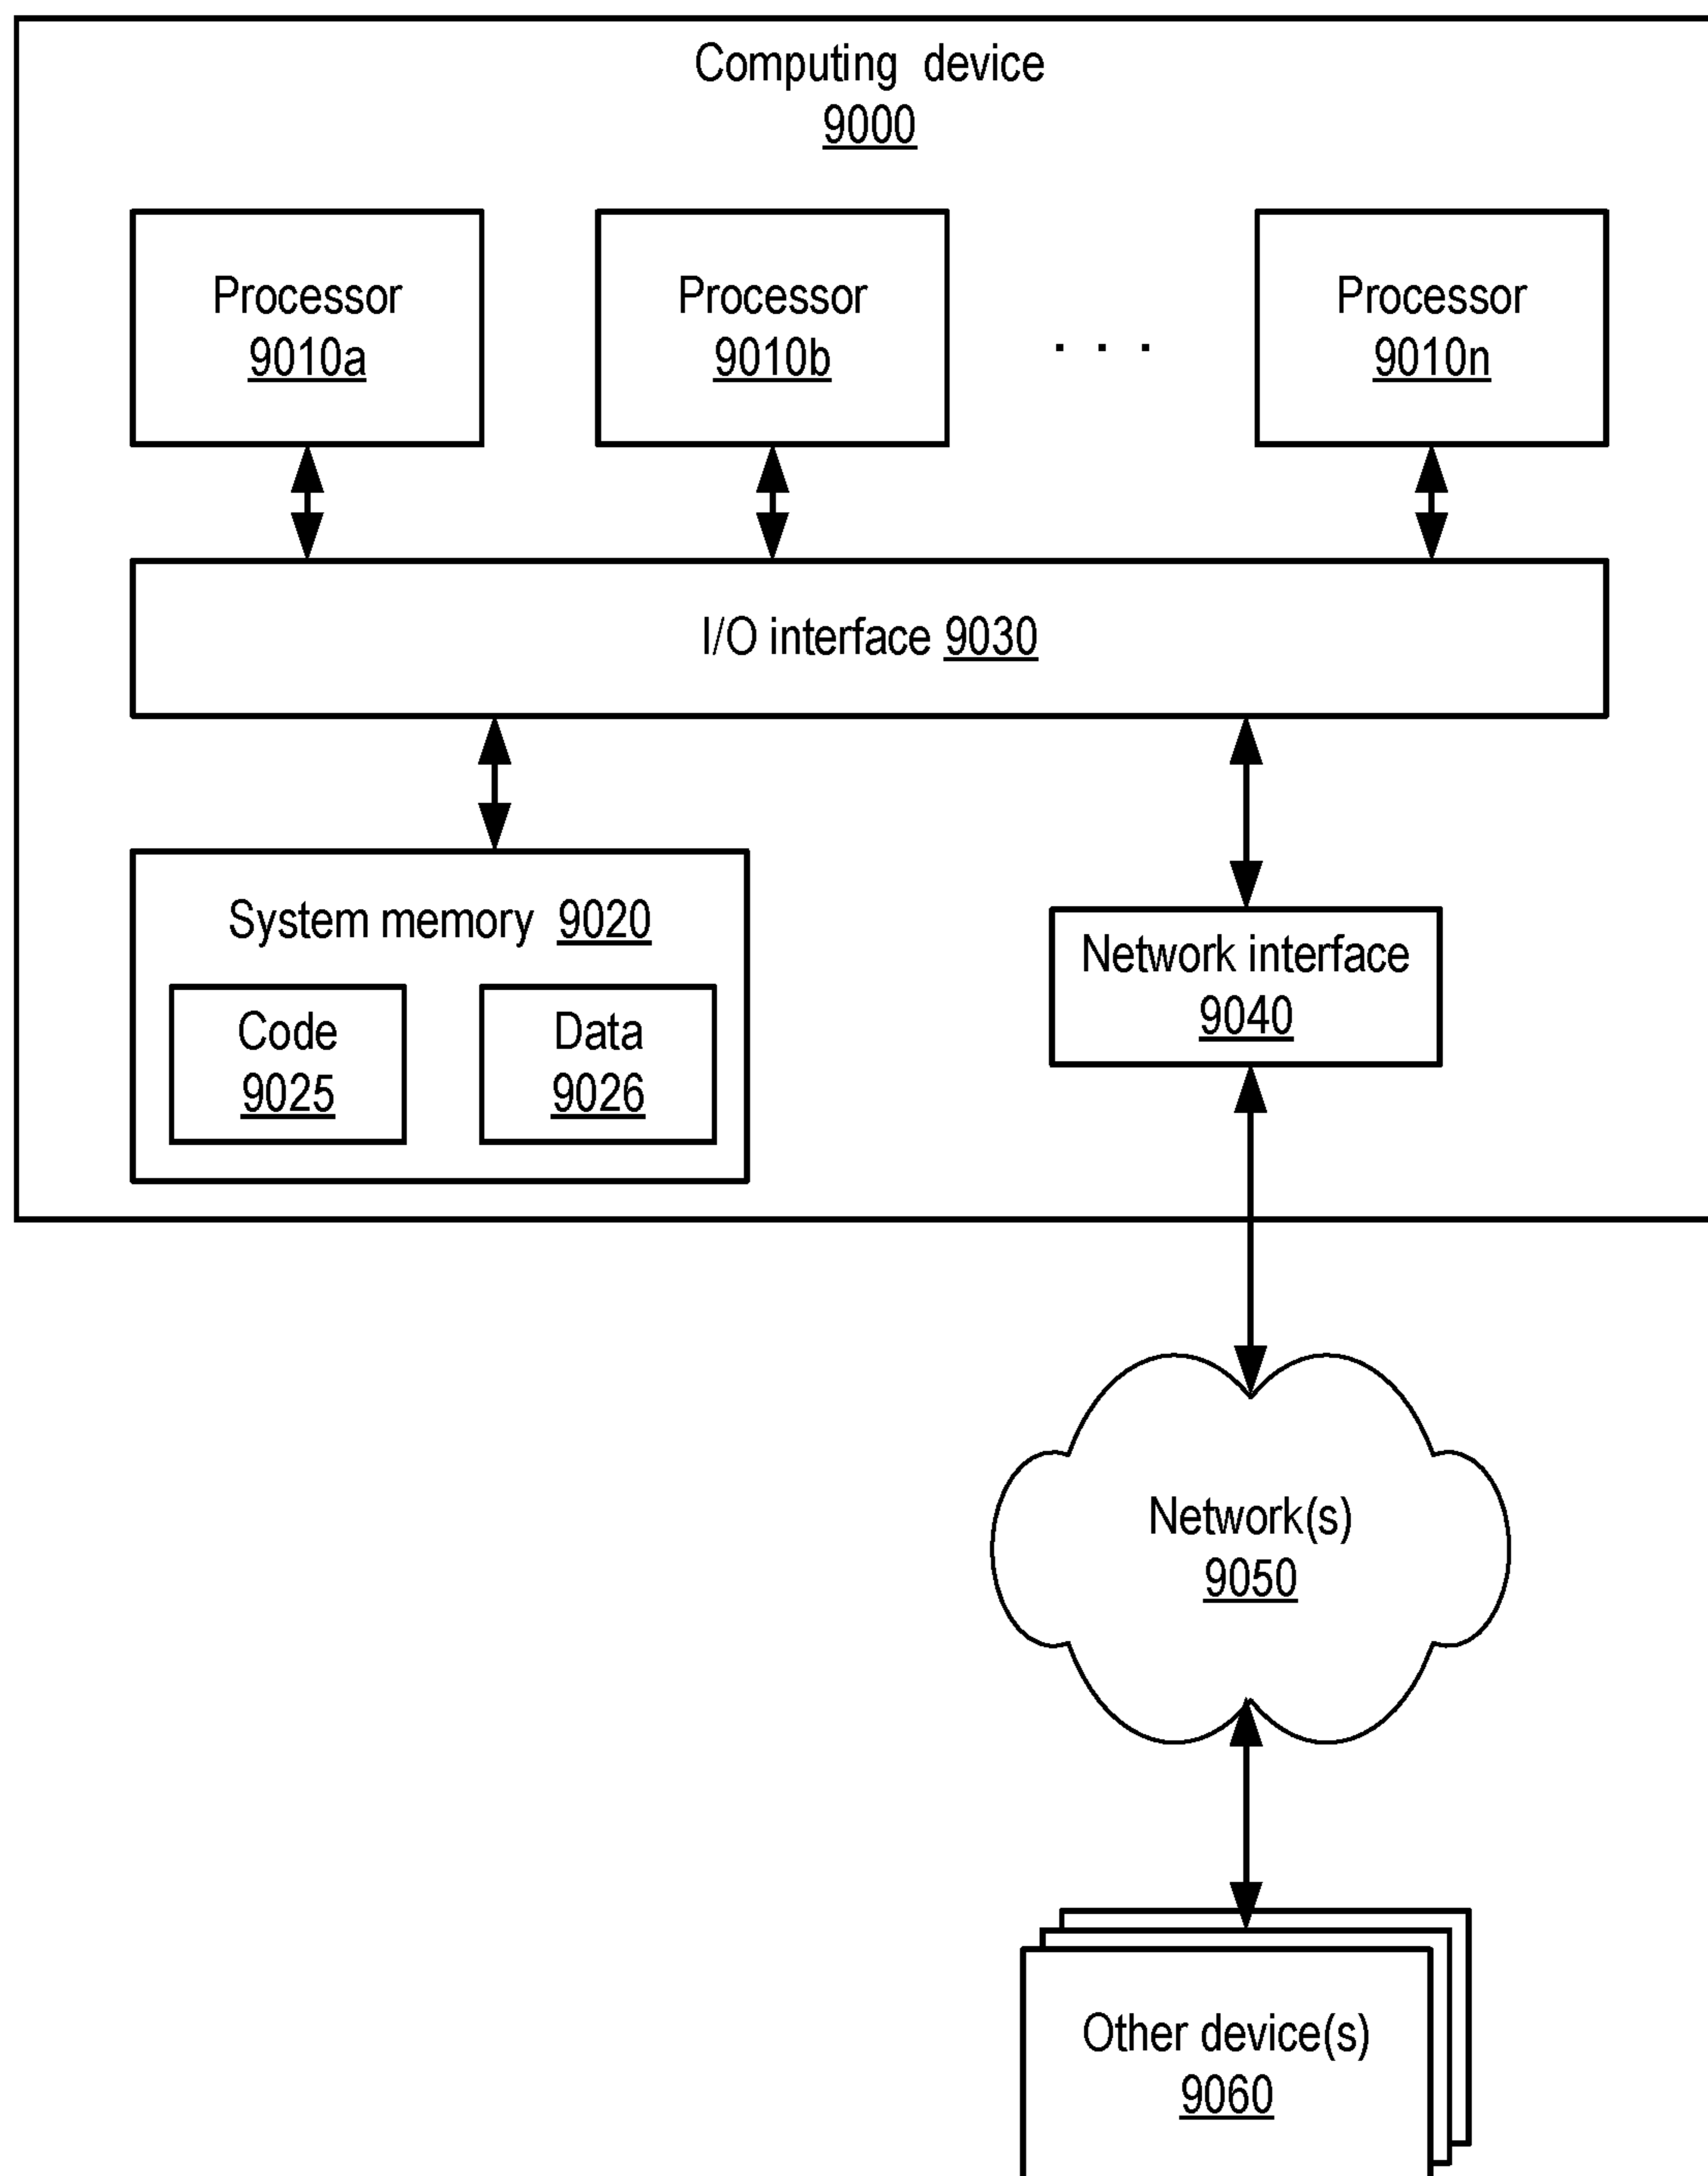 Computing device
9000
Processor
9010a
Processor
9010b
. . .
Processor
9010n
I/O interface 9030
System memory 9020
Code
9025
Data
9026
Network interface
9040
Network(s)
9050
Other device(s)
9060